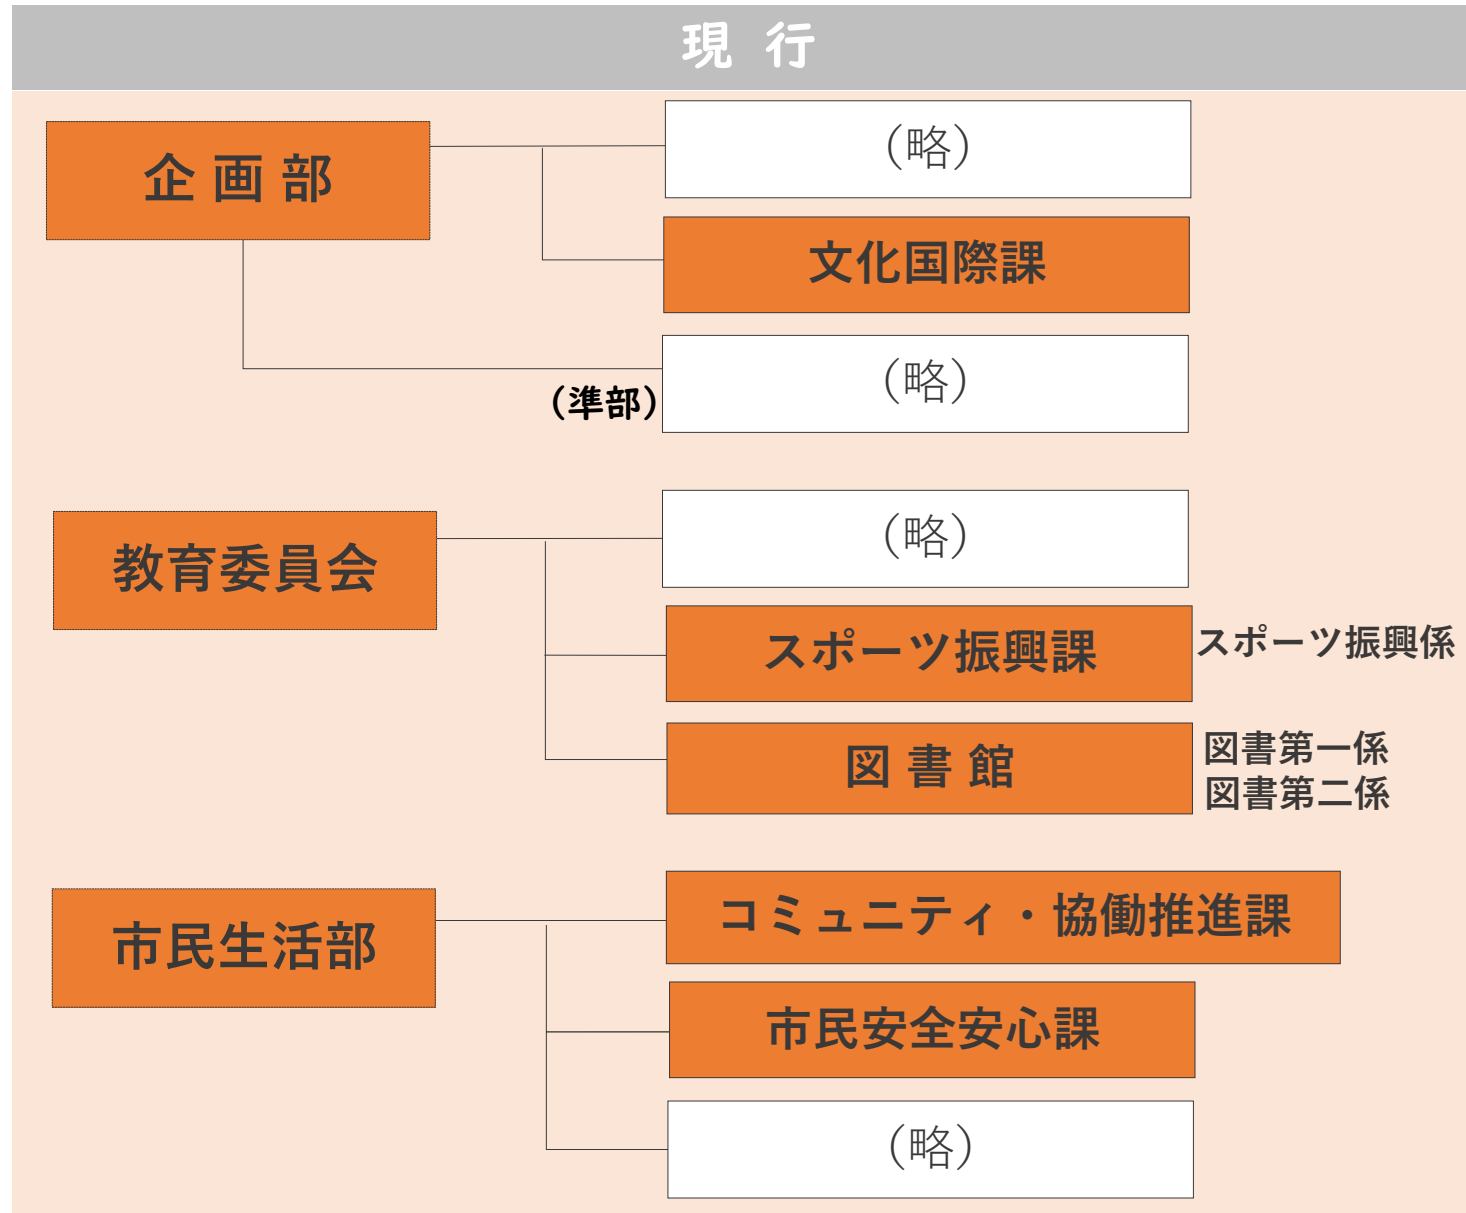 現 行
企 画 部
（略）
文化国際課
（準部）
（略）
教育委員会
（略）
スポーツ振興課
スポーツ振興係
図 書 館
図書第一係
図書第二係
市民生活部
コミュニティ・協働推進課
市民安全安心課
（略）